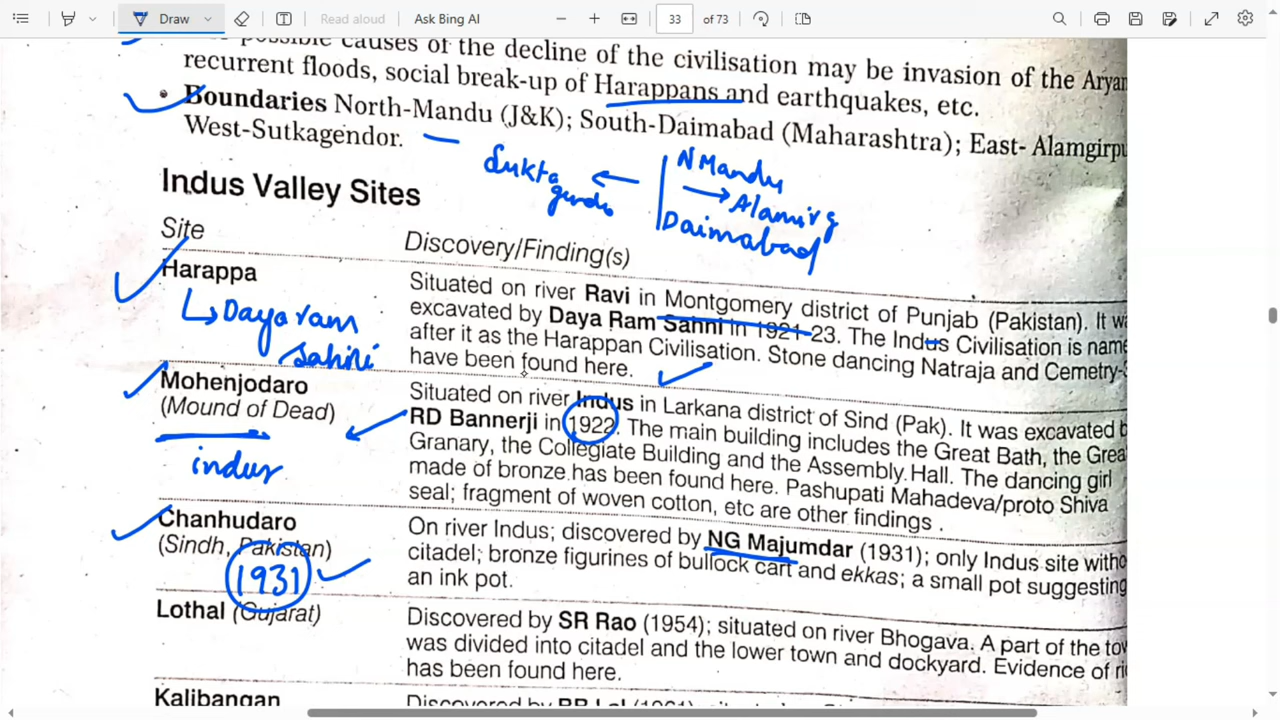 Draw
Read aloud
Ask Bing AI
33
of 73
possible causes of the decline of the civilisation may be invasion of the Aryan
recurrent floods, social break-up of Harappans and earthquakes, etc.
• Boundaries North-Mandu (J&K); South-Daimabad (Maharashtra); East- Alamgirpu
West-Sutkagendor.
N Mandu
Alamirg
Daimabad
Indus Valley Sites
Site
Discovery/Finding(s)
Harappa
Situated on river Ravi in Montgomery district of Punjab (Pakistan). It wa
excavated by Daya Ram Sahni in 1921-23. The Indus Civilisation is name
after it as the Harappan Civilisation. Stone dancing Natraja and Cemetry-
have been found here.
Dayaram
Sahini
Mohenjodaro
(Mound of Dead)
indus
Situated on river Indus in Larkana district of Sind (Pak). It was excavated b
RD Bannerji in 1922. The main building includes the Great Bath, the Grea
Granary, the Collegiate Building and the Assembly Hall. The dancing girl
made of bronze has been found here. Pashupati Mahadeva/proto Shiva
seal; fragment of woven cotton, etc are other findings .
Chanhudaro
(Sindh, Pakistan)
1931
On river Indus; discovered by NG Majumdar (1931); only Indus site witho
citadel; bronze figurines of bullock cart and ekkas; a small pot suggesting
an ink pot.
Lothal (Gujarat)
Discovered by SR Rao (1954); situated on river Bhogava. A part of the tow
was divided into citadel and the lower town and dockyard. Evidence of ri
has been found here.
Kalibangan
Discovered by BB Lal (1961)